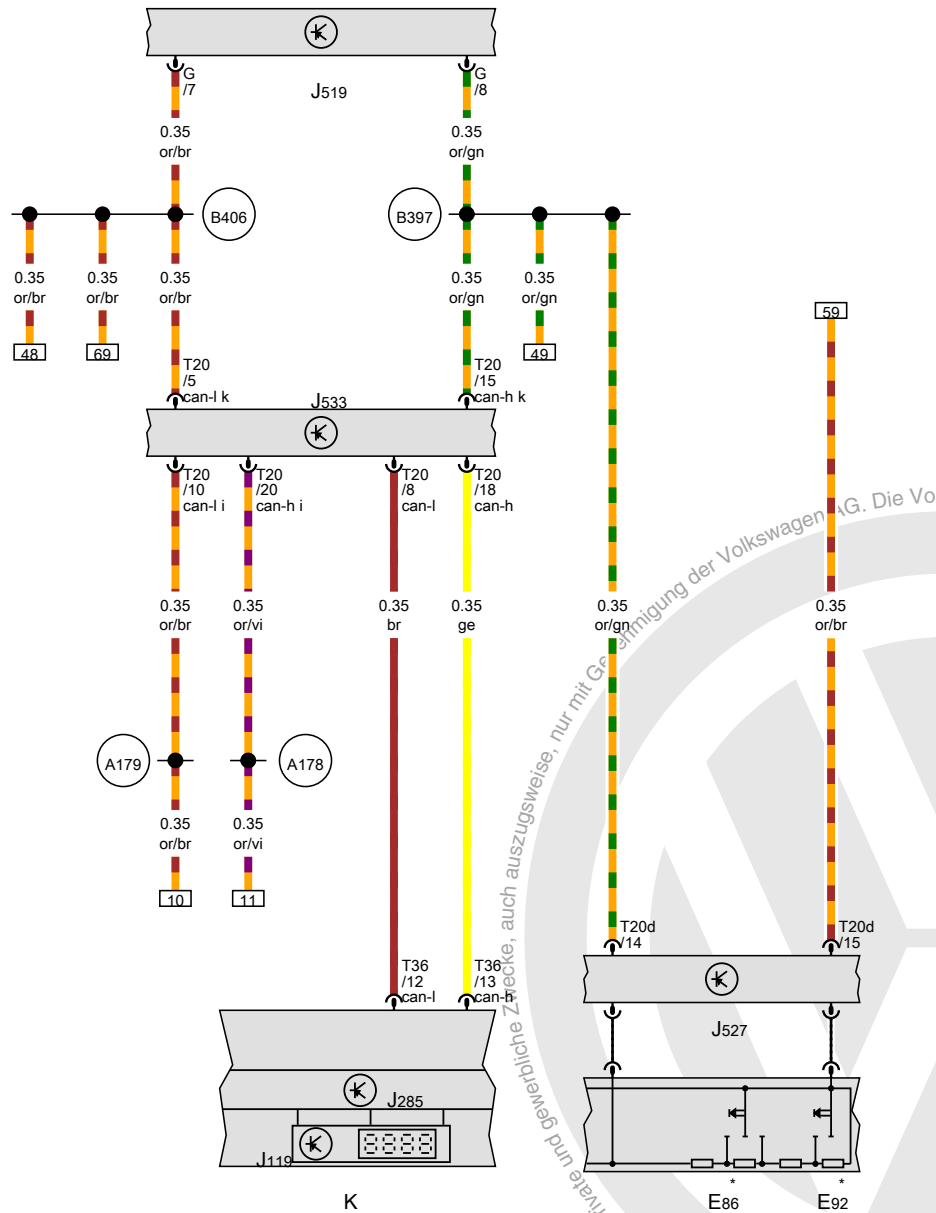 J519
G
/7
G
/8
0.35
or/br
0.35
or/gn
B406
B397
0.35
or/br
0.35
or/br
0.35
or/br
0.35
or/gn
0.35
or/gn
59
48
69
49
T20
/5
can-l k
T20
/15
can-h k
J533
T20
/10
can-l i
T20
/20
can-h i
T20
/8
can-l
T20
/18
can-h
0.35
or/br
0.35
or/vi
0.35
br
0.35
ge
0.35
or/gn
0.35
or/br
A179
A178
0.35
or/br
0.35
or/vi
10
11
T36
/12
can-l
T36
/13
can-h
T20d
/14
T20d
/15
J527
J285
J119
K
*
*
E86
E92
rivate und gewerbliche Zwecke, auch auszugsweise, nur mit Genehmigung der Volkswagen AG. Die Vo